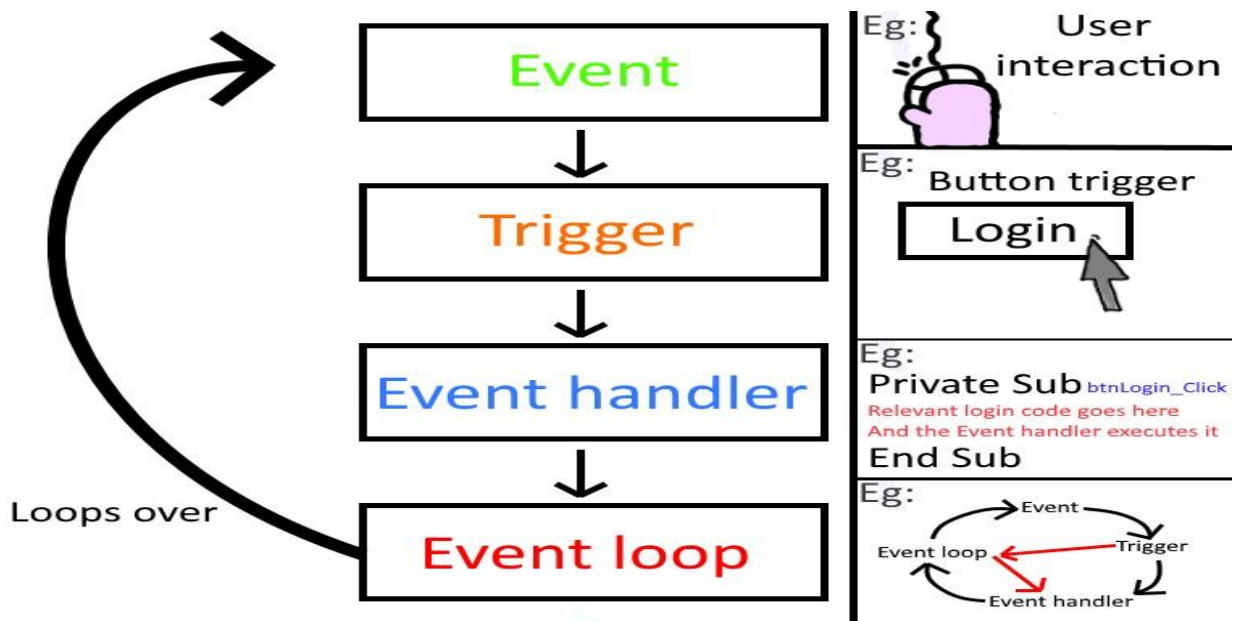 Event
Trigger
Event handler
Event loop
Loops over
Eg:
User
interaction
Eg:
Button trigger
Login
Eg:
Private Sub btnLogin_Click
Relevant login code goes here
And the Event handler executes it
End Sub
Eg:
Event
Trigger
Event loop
Event handler